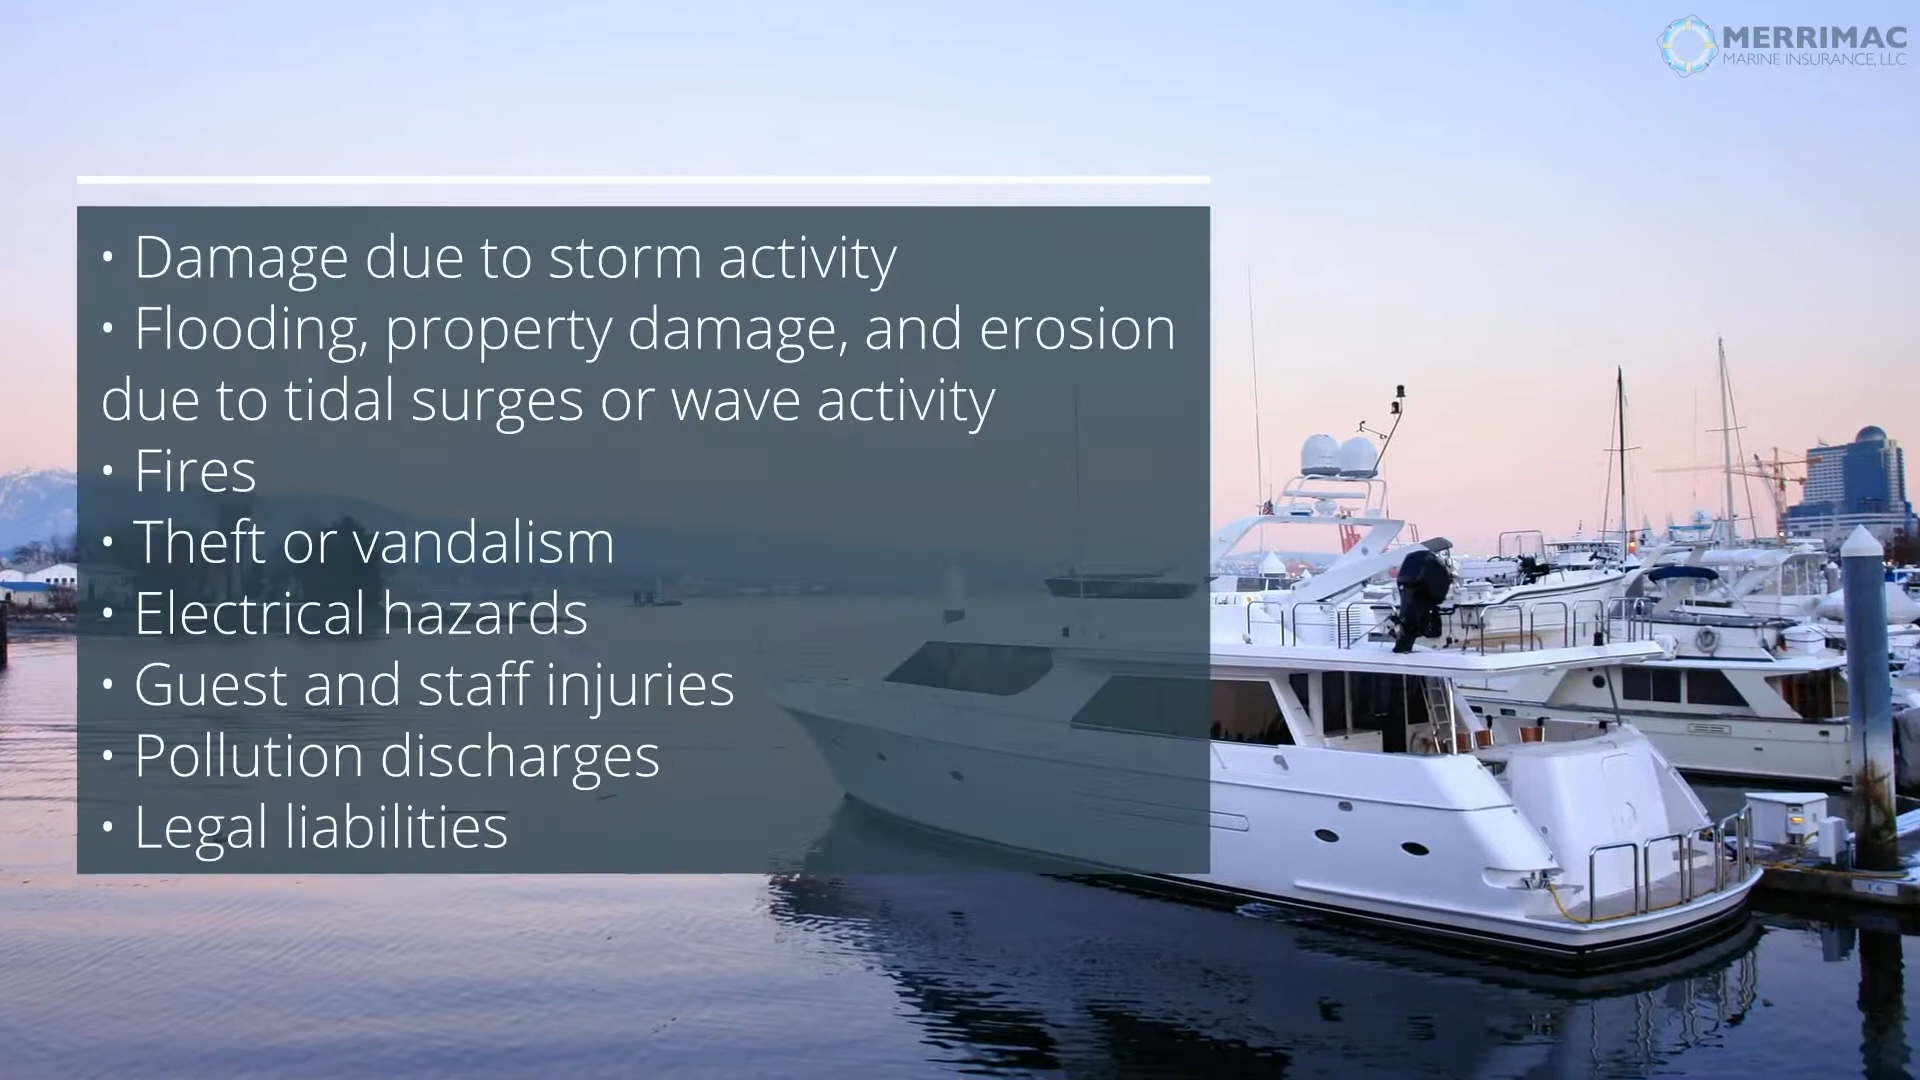 MERRIMAC
MARINE INSURANCE, LLC
• Damage due to storm activity
• Flooding, property damage, and erosion
due to tidal surges or wave activity
• Fires
• Theft or vandalism
• Electrical hazards
• Guest and staff injuries
• Pollution discharges
• Legal liabilities